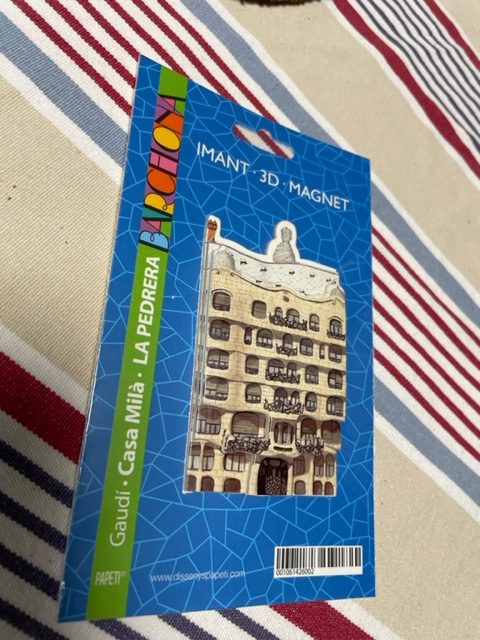 IMANT · 3D · MAGNET
BARCELONA
Gaudí · Casa Milà · LA PEDRERA
PAPETI
www.dissenyspapeti.com
001061426002